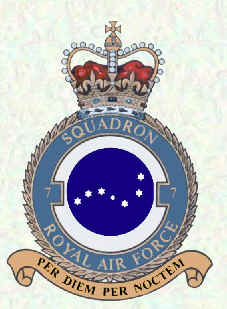 SQUADRON
7 7
ROYAL AIR FORCE
PER DIEM PER NOCTEM